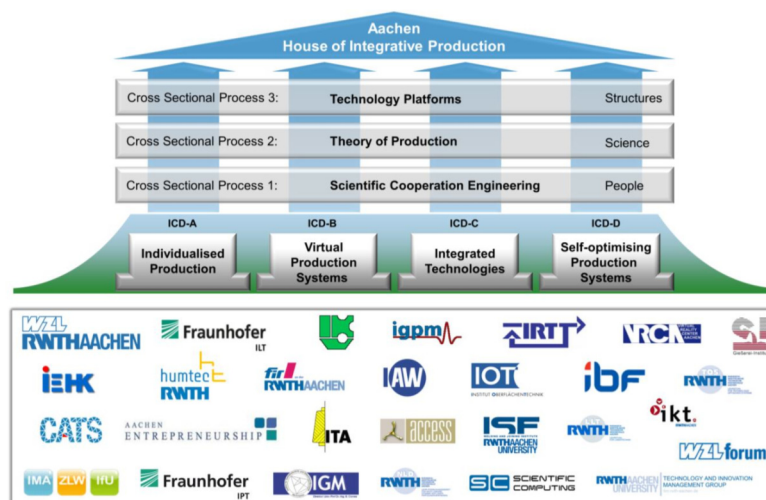 Aachen
House of Integrative Production
Cross Sectional Process 3: Technology Platforms Structures
Cross Sectional Process 2: Theory of Production Science
Cross Sectional Process 1: Scientific Cooperation Engineering People
ICD-A ICD-B ICD-C ICD-D
Individualised
Production
Virtual
Production
Systems
Integrated
Technologies
Self-optimising
Production
Systems
WZL
RWTHAACHEN
Fraunhofer
ILT
igpm
IRTT
VRCA
iEHK
humtec
RWTH
fir
RWTHAACHEN
IAW
IOT
INSTITUT OBERFLÄCHENTECHNIK
ibf
RWTH
CATS
AACHEN
ENTREPRENEURSHIP
ITA
access
ISF
RWTHAACHEN
UNIVERSITY
RWTH
ikt.
WZLforum
IMA ZLW IfU
Fraunhofer
IPT
IGM
RWTH
SC SCIENTIFIC
COMPUTING
RWTHAACHEN
UNIVERSITY
TECHNOLOGY AND INNOVATION
MANAGEMENT GROUP